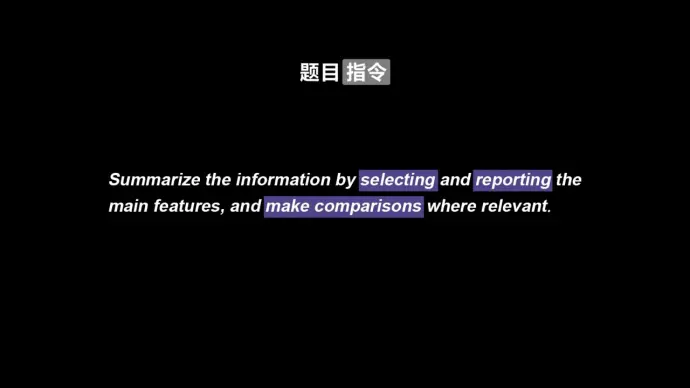 题目 指令
Summarize the information by selecting and reporting the
main features, and make comparisons where relevant.